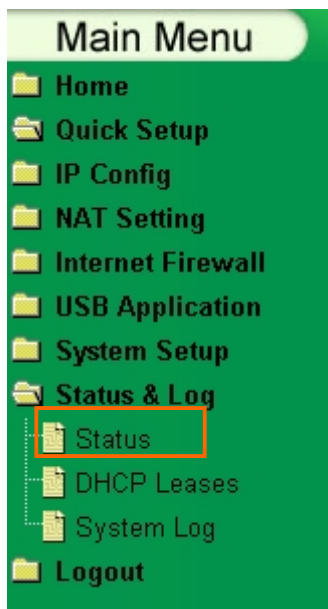 Main Menu
Home
Quick Setup
IP Config
NAT Setting
Internet Firewall
USB Application
System Setup
Status & Log
Status
DHCP Leases
System Log
Logout